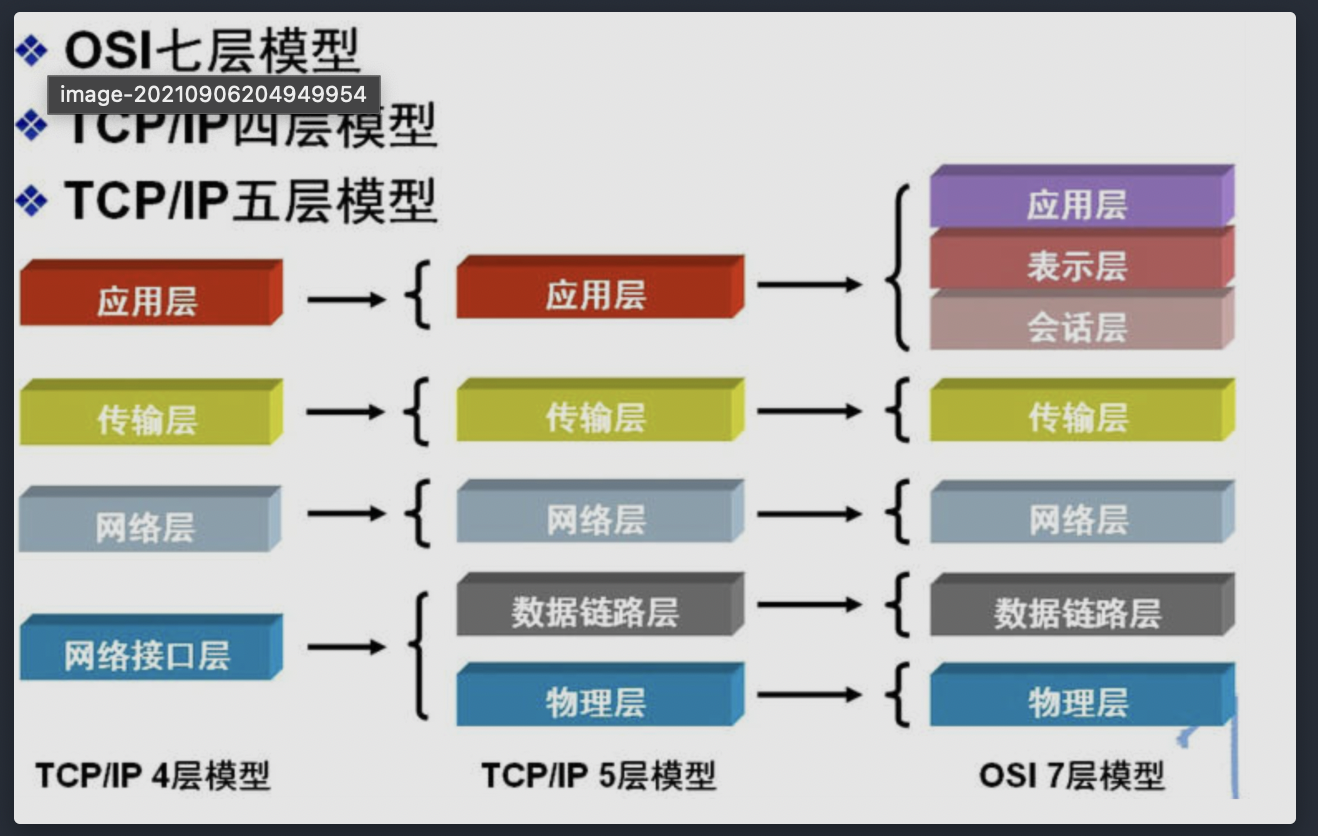 OSI七层模型
image-20210906204949954
TCP/IP四层模型
TCP/IP五层模型
应用层
应用层
应用层
表示层
会话层
传输层
传输层
传输层
网络层
网络层
网络层
网络接口层
数据链路层
数据链路层
物理层
物理层
TCP/IP 4层模型
TCP/IP 5层模型
OSI 7层模型